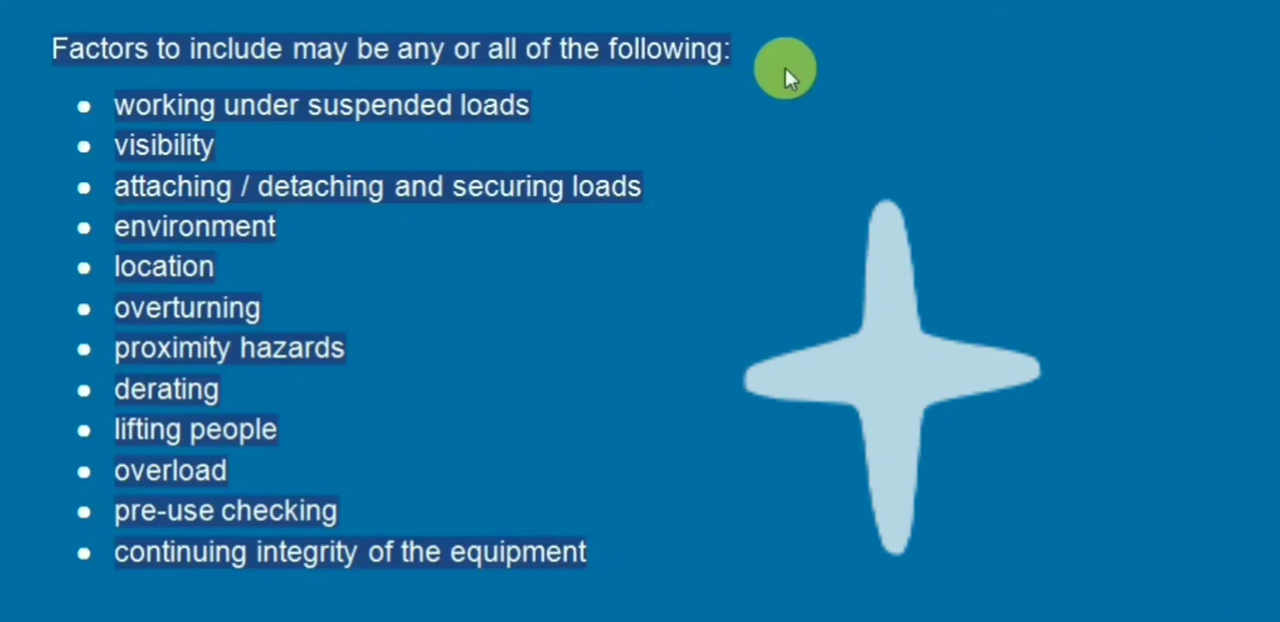 Factors to include may be any or all of the following:
• working under suspended loads
• visibility
• attaching / detaching and securing loads
• environment
• location
• overturning
• proximity hazards
• derating
• lifting people
• overload
• pre-use checking
• continuing integrity of the equipment